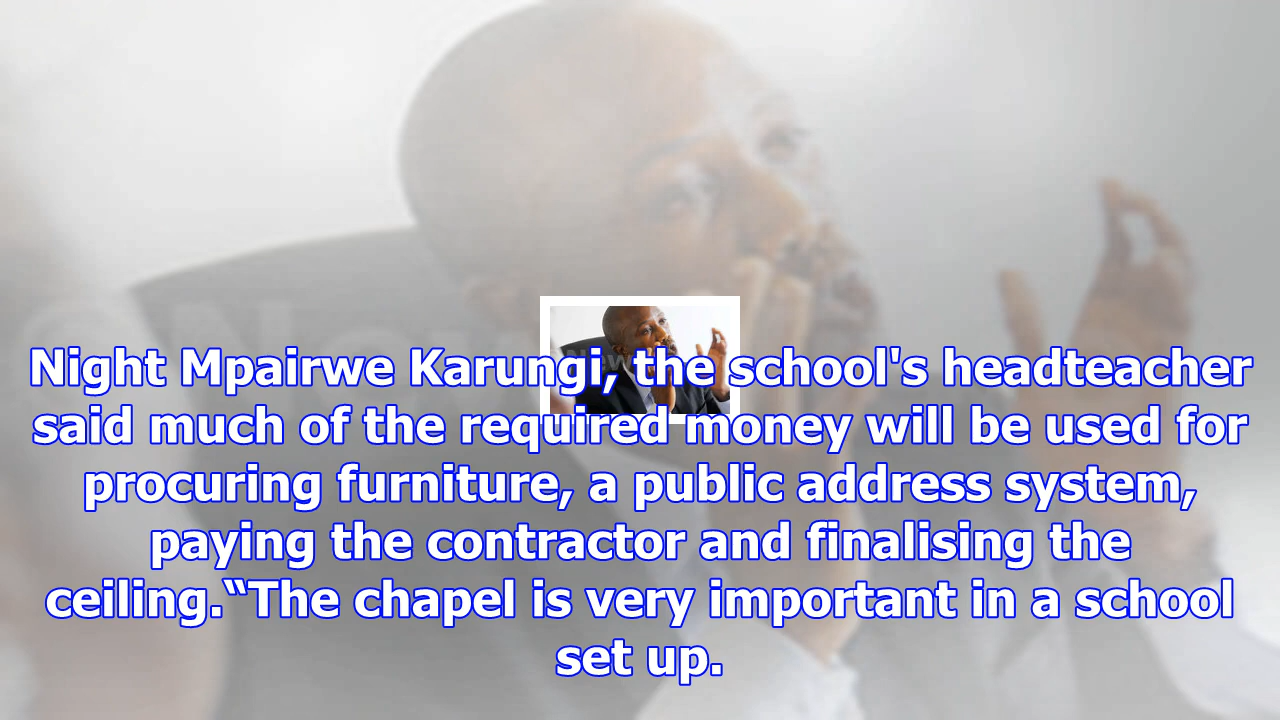 Night Mpairwe Karungi, the school's headteacher
said much of the required money will be used for
procuring furniture, a public address system,
paying the contractor and finalising the
ceiling.“The chapel is very important in a school
set up.